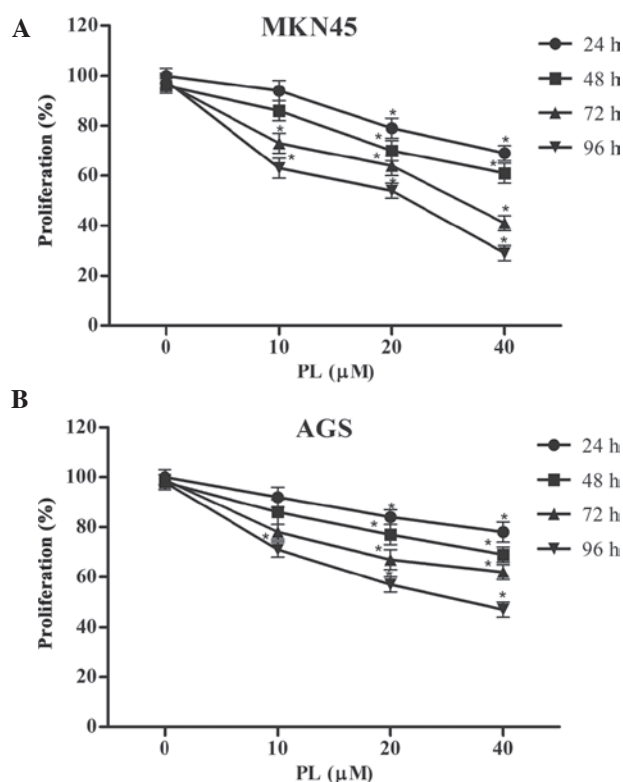 A
MKN45
120
100
80
60
40
20
0
Proliferation (%)
0 10 20 40
PL (μM)
24 h
48 h
72 h
96 h
* * * * * * * * * *
B
AGS
120
100
80
60
40
20
0
Proliferation (%)
0 10 20 40
PL (μM)
24 h
48 h
72 h
96 h
* * * * * * * * *